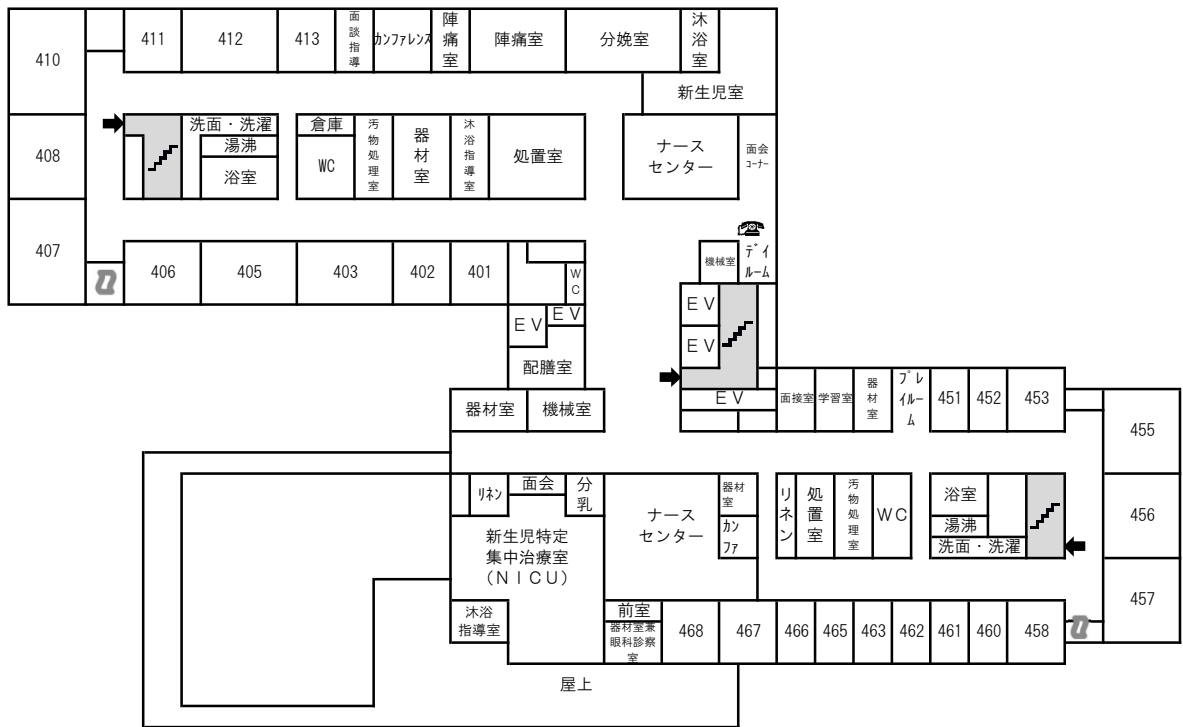 410
411
412
413
面談指導
カンファレンス
陣痛室
陣痛室
分娩室
沐浴室
新生児室
408
洗面・洗濯
湯沸
浴室
倉庫
WC
汚物処理室
器材室
沐浴指導室
処置室
ナース
センター
面会
コーナー
407
406
405
403
402
401
WC
機械室
デイ
ルーム
ＥＶ
ＥＶ
ＥＶ
ＥＶ
配膳室
ＥＶ
器材室
機械室
面接室
学習室
器材室
プレイルーム
451
452
453
455
リネン
面会
分乳
ナース
センター
器材室
カンファ
リネン
処置室
汚物処理室
ＷＣ
浴室
湯沸
洗面・洗濯
456
新生児特定
集中治療室
（ＮＩＣＵ）
457
沐浴
指導室
前室
器材室兼
眼科診察
室
468
467
466
465
463
462
461
460
458
屋上